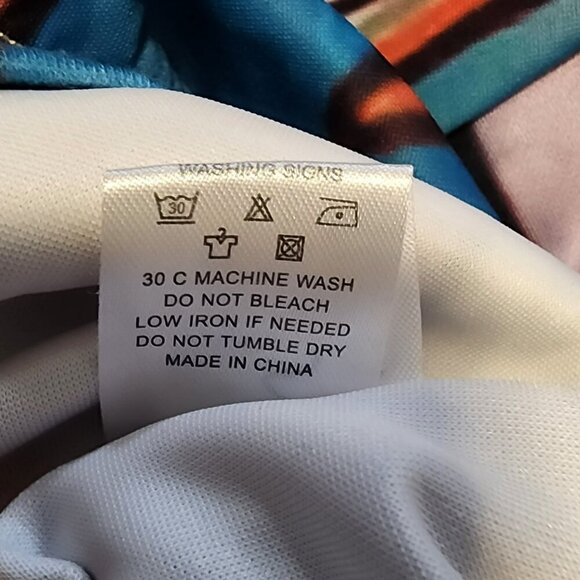 WASHING SIGNS
30
30 C MACHINE WASH
DO NOT BLEACH
LOW IRON IF NEEDED
DO NOT TUMBLE DRY
MADE IN CHINA